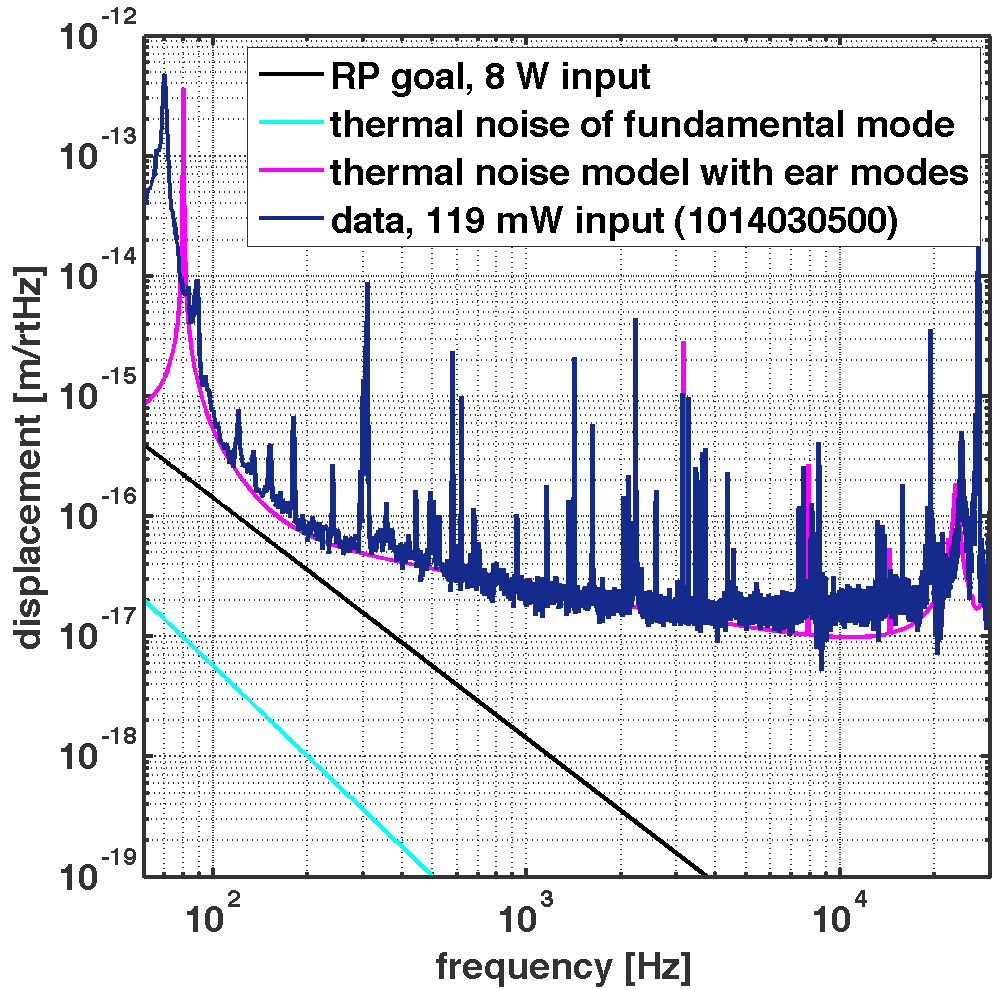 RP goal, 8 W input
thermal noise of fundamental mode
thermal noise model with ear modes
data, 119 mW input (1014030500)
displacement [m/rtHz]
10^-12
10^-13
10^-14
10^-15
10^-16
10^-17
10^-18
10^-19
10^2 10^3 10^4
frequency [Hz]